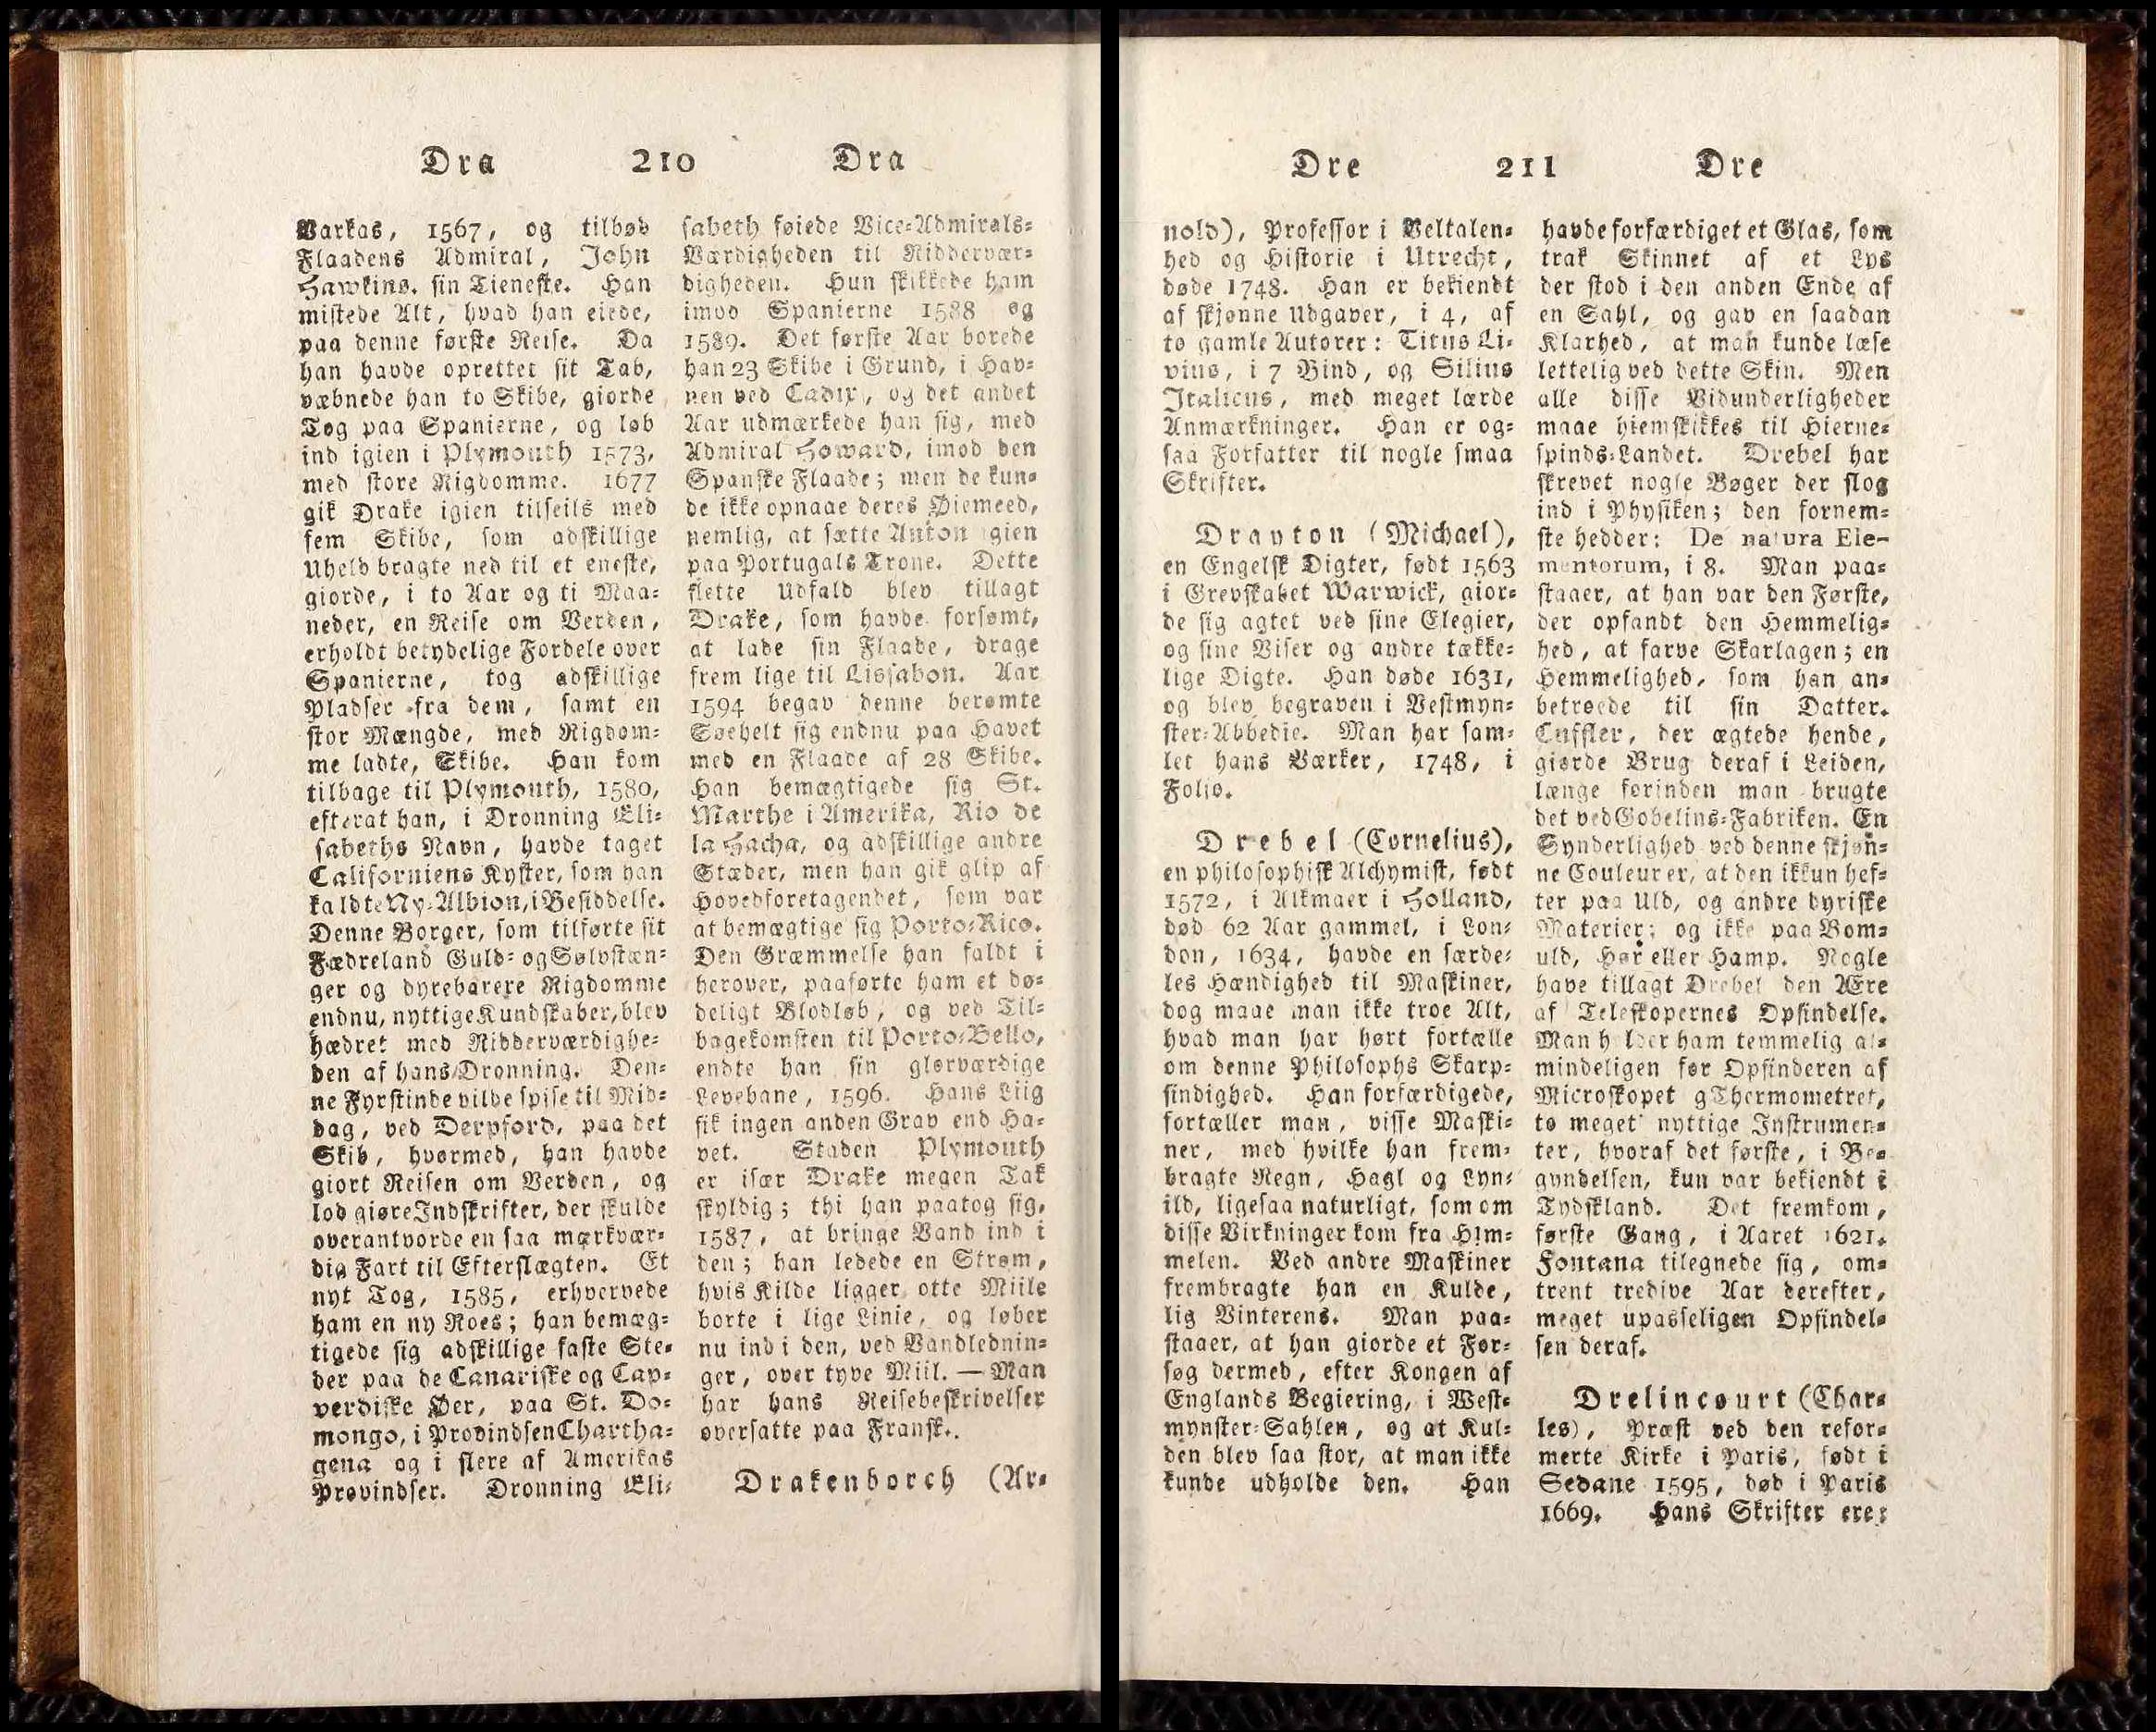 Dra 210 Dra
Barkas, 1567, og tilbød
Flaadens Admiral, John
Hawkins, sin Tieneste. Han
mistede Alt, hvad han eiede,
paa denne første Reise. Da
han havde oprettet sit Tab,
væbnede han to Skibe, giorde
Tog paa Spanierne, og løb
ind igien i Plymouth 1573,
med store Rigdomme. 1677
gik Drake igien tilseils med
fem Skibe, som adskillige
Uheld bragte ned til et eneste,
giorde, i to Aar og ti Maa-
neder, en Reise om Verden,
erholdt betydelige Fordele over
Spanierne, tog adskillige
Pladser fra dem, samt en
stor Mængde, med Rigdom-
me ladte, Skibe. Han kom
tilbage til Plymouth, 1580,
efterat han, i Dronning Eli-
sabeths Navn, havde taget
Californiens Kyster, som han
kaldte Ny-Albion, i Besiddelse.
Denne Borger, som tilførte sit
Fædreland Guld- og Sølvstæn-
ger og dyrebarere Rigdomme
endnu, nyttige Kundskaber, blev
hædret med Ridderværdighe-
den af hans Dronning. Den-
ne Fyrstinde vilde spise til Mid-
dag, ved Derpford, paa det
Skib, hvormed, han havde
giort Reisen om Verden, og
lod giøre Indskrifter, der skulde
overantvorde en saa mærkvær-
dig Fart til Efterslægten. Et
nyt Tog, 1585, erhvervede
ham en ny Roes; han bemæg-
tigede sig adskillige faste Ste-
der paa de Canariske og Cap-
verdiske Øer, paa St. Do-
mongo, i Provindsen Chartha-
gena og i flere af Amerikas
Provindser. Dronning Eli-
sabeth føiede Vice-Admirals-
Værdigheden til Riddervær-
digheden. Hun skikkede ham
imod Spanierne 1588 og
1589. Det første Aar borede
han 23 Skibe i Grund, i Hav-
nen ved Cadix, og det andet
Aar udmærkede han sig, med
Admiral Howard, imod den
Spanske Flaade; men de kun-
de ikke opnaae deres Øiemeed,
nemlig, at sætte Anton igien
paa Portugals Trone. Dette
slette Udfald blev tillagt
Drake, som havde forsømt,
at lade sin Flaade, drage
frem lige til Lissabon. Aar
1594 begav denne berømte
Søehelt sig endnu paa Havet
med en Flaade af 28 Skibe.
Han bemægtigede sig St.
Marthe i Amerika, Rio de
la Hacha, og adskillige andre
Stæder, men han gik glip af
Hovedforetagendet, som var
at bemægtige sig Porto-Rico.
Den Græmmelse han faldt i
herover, paaførte ham et dø-
deligt Blodløb, og ved Til-
bagekomsten til Porto-Bello,
endte han sin glørværdige
Levebane, 1596. Hans Liig
fik ingen anden Grav end Ha-
vet. Staden Plymouth
er især Drake megen Tak
skyldig; thi han paatog sig,
1587, at bringe Vand ind i
den; han ledede en Strøm,
hvis Kilde ligger otte Miile
borte i lige Linie, og løber
nu ind i den, ved Vandlednin-
ger, over tyve Miil. — Man
har hans Reisebeskrivelser
oversatte paa Fransk.
Drakenborch (Ar-
Dre 211 Dre
nold), Professor i Veltalen-
hed og Historie i Utrecht,
døde 1748. Han er bekiendt
af skjønne Udgaver, i 4, af
to gamle Autorer: Titus Li-
vius, i 7 Bind, og Silius
Italicus, med meget lærde
Anmærkninger. Han er og-
saa Forfatter til nogle smaa
Skrifter.
Drayton (Michael),
en Engelsk Digter, født 1563
i Grevskabet Warwick, gior-
de sig agtet ved sine Elegier,
og sine Viser og andre tække-
lige Digte. Han døde 1631,
og blev begraven i Vestmyn-
ster-Abbedie. Man har sam-
let hans Værker, 1748, i
Folio.
Drebel (Cornelius),
en philosophisk Alchymist, født
1572, i Alkmaer i Holland,
død 62 Aar gammel, i Lon-
don, 1634, havde en særde-
les Hændighed til Maskiner,
dog maae man ikke troe Alt,
hvad man har hørt fortælle
om denne Philosophs Skarp-
sindighed. Han forfærdigede,
fortæller man, visse Maski-
ner, med hvilke han frem-
bragte Regn, Hagl og Lyn-
ild, ligesaa naturligt, som om
disse Virkninger kom fra Him-
melen. Ved andre Maskiner
frembragte han en Kulde,
lig Vinterens. Man paa-
staaer, at han giorde et For-
søg dermed, efter Kongen af
Englands Begiering, i West-
mynster-Sahlen, og at Kul-
den blev saa stor, at man ikke
kunde udholde den. Han
havde forfærdiget et Glas, som
trak Skinnet af et Lys
der stod i den anden Ende af
en Sahl, og gav en saadan
Klarhed, at man kunde læse
lettelig ved dette Skin. Men
alle disse Vidunderligheder
maae hiemskikkes til Hierne-
spinds-Landet. Drebel har
skrevet nogle Bøger der slog
ind i Physiken; den fornem-
ste hedder: De natura Ele-
mentorum, i 8. Man paa-
staaer, at han var den Første,
der opfandt den Hemmelig-
hed, at farve Skarlagen; en
Hemmelighed, som han an-
betroede til sin Datter.
Cuffler, der ægtede hende,
giørde Brug deraf i Leiden,
længe førinden man brugte
det ved Gobelins-Fabriken. En
Synderlighed ved denne skjøn-
ne Couleur er, at den ikkun hef-
ter paa Uld, og andre dyriske
Materier; og ikke paa Bom-
uld, Hør eller Hamp. Nogle
have tillagt Drebel den Ære
af Teleskopernes Opfindelse.
Man holder ham temmelig al-
mindeligen for Opfinderen af
Microskopet og Thermometret,
to meget nyttige Instrumen-
ter, hvoraf det første, i Be-
gyndelsen, kun var bekiendt i
Tydskland. Det fremkom,
første Gang, i Aaret 1621.
Fontana tilegnede sig, om-
trent tredive Aar derefter,
meget upasseligen Opfindel-
sen deraf.
Drelincourt (Char-
les), Præst ved den refor-
merte Kirke i Paris, født i
Sedane 1595, død i Paris
1669. Hans Skrifter ere: